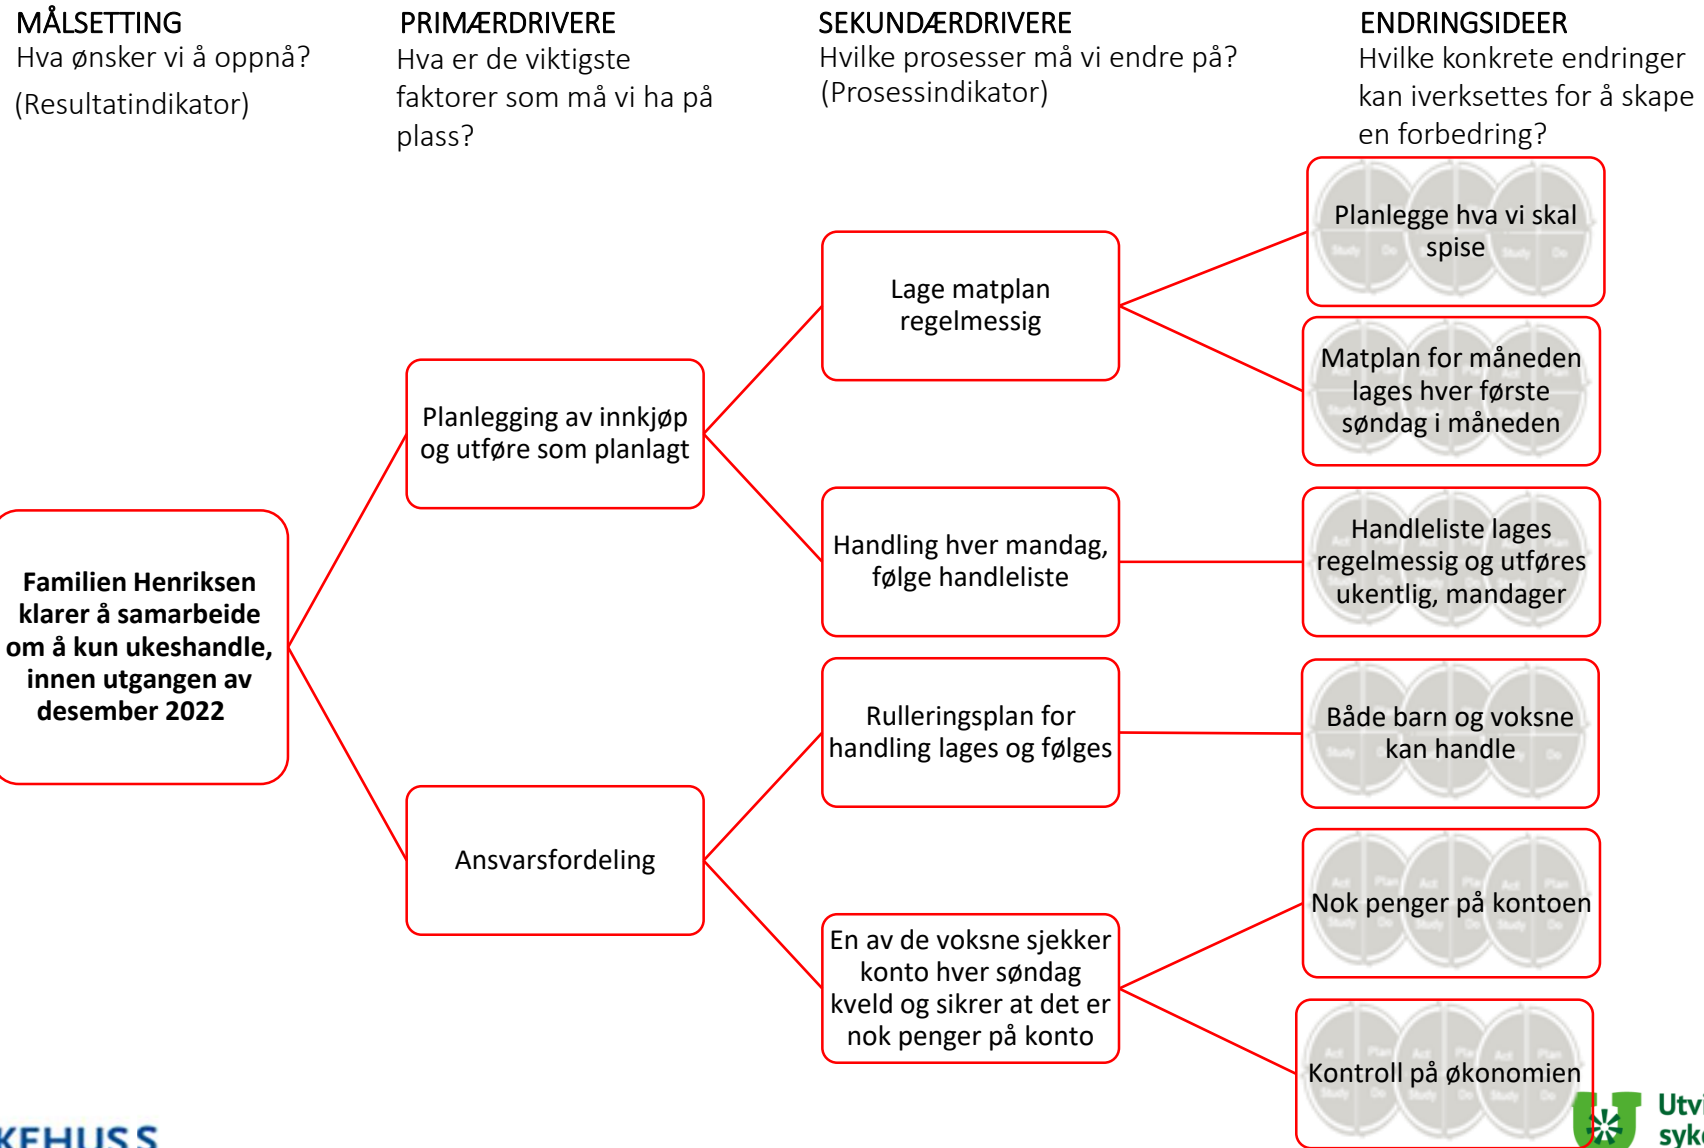 MÅLSETTING
Hva ønsker vi å oppnå?
(Resultatindikator)
PRIMÆRDRIVERE
Hva er de viktigste
faktorer som må vi ha på
plass?
SEKUNDÆRDRIVERE
Hvilke prosesser må vi endre på?
(Prosessindikator)
ENDRINGSIDEER
Hvilke konkrete endringer
kan iverksettes for å skape
en forbedring?
Familien Henriksen
klarer å samarbeide
om å kun ukeshandle,
innen utgangen av
desember 2022
Planlegging av innkjøp
og utføre som planlagt
Ansvarsfordeling
Lage matplan
regelmessig
Handling hver mandag,
følge handleliste
Rulleringsplan for
handling lages og følges
En av de voksne sjekker
konto hver søndag
kveld og sikrer at det er
nok penger på konto
Planlegge hva vi skal
spise
Matplan for måneden
lages hver første
søndag i måneden
Handleliste lages
regelmessig og utføres
ukentlig, mandager
Både barn og voksne
kan handle
Nok penger på kontoen
Kontroll på økonomien
KEHUSS
Utvi
syk